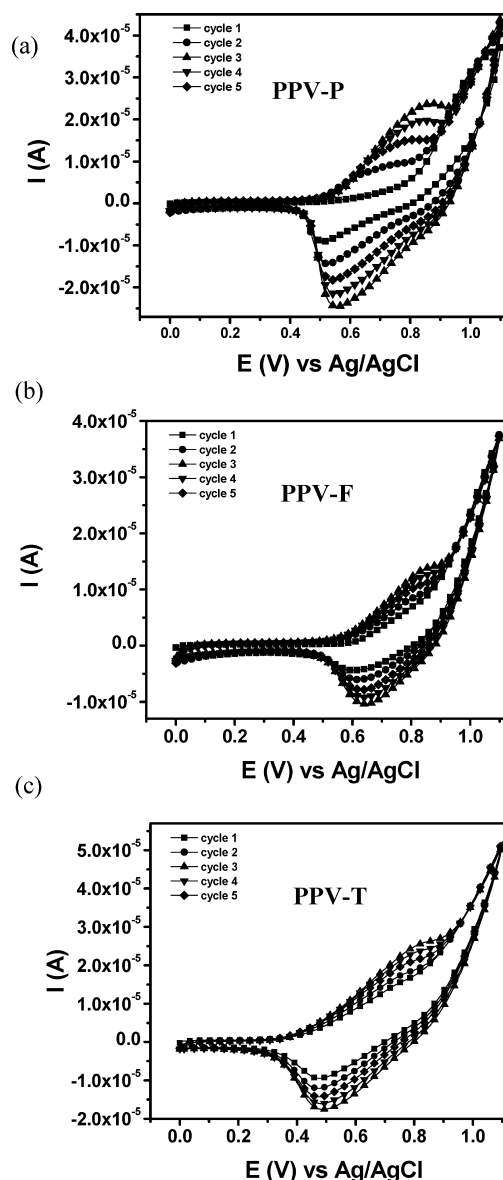 (a)
cycle 1
cycle 2
cycle 3
cycle 4
cycle 5
PPV-P
I (A)
4.0x10⁻⁵
3.0x10⁻⁵
2.0x10⁻⁵
1.0x10⁻⁵
0.0
-1.0x10⁻⁵
-2.0x10⁻⁵
0.0 0.2 0.4 0.6 0.8 1.0
E (V) vs Ag/AgCl
(b)
cycle 1
cycle 2
cycle 3
cycle 4
cycle 5
PPV-F
I (A)
4.0x10⁻⁵
3.0x10⁻⁵
2.0x10⁻⁵
1.0x10⁻⁵
0.0
-1.0x10⁻⁵
0.0 0.2 0.4 0.6 0.8 1.0
E (V) vs Ag/AgCl
(c)
cycle 1
cycle 2
cycle 3
cycle 4
cycle 5
PPV-T
I (A)
5.0x10⁻⁵
4.0x10⁻⁵
3.0x10⁻⁵
2.0x10⁻⁵
1.0x10⁻⁵
0.0
-1.0x10⁻⁵
-2.0x10⁻⁵
0.0 0.2 0.4 0.6 0.8 1.0
E (V) vs Ag/AgCl